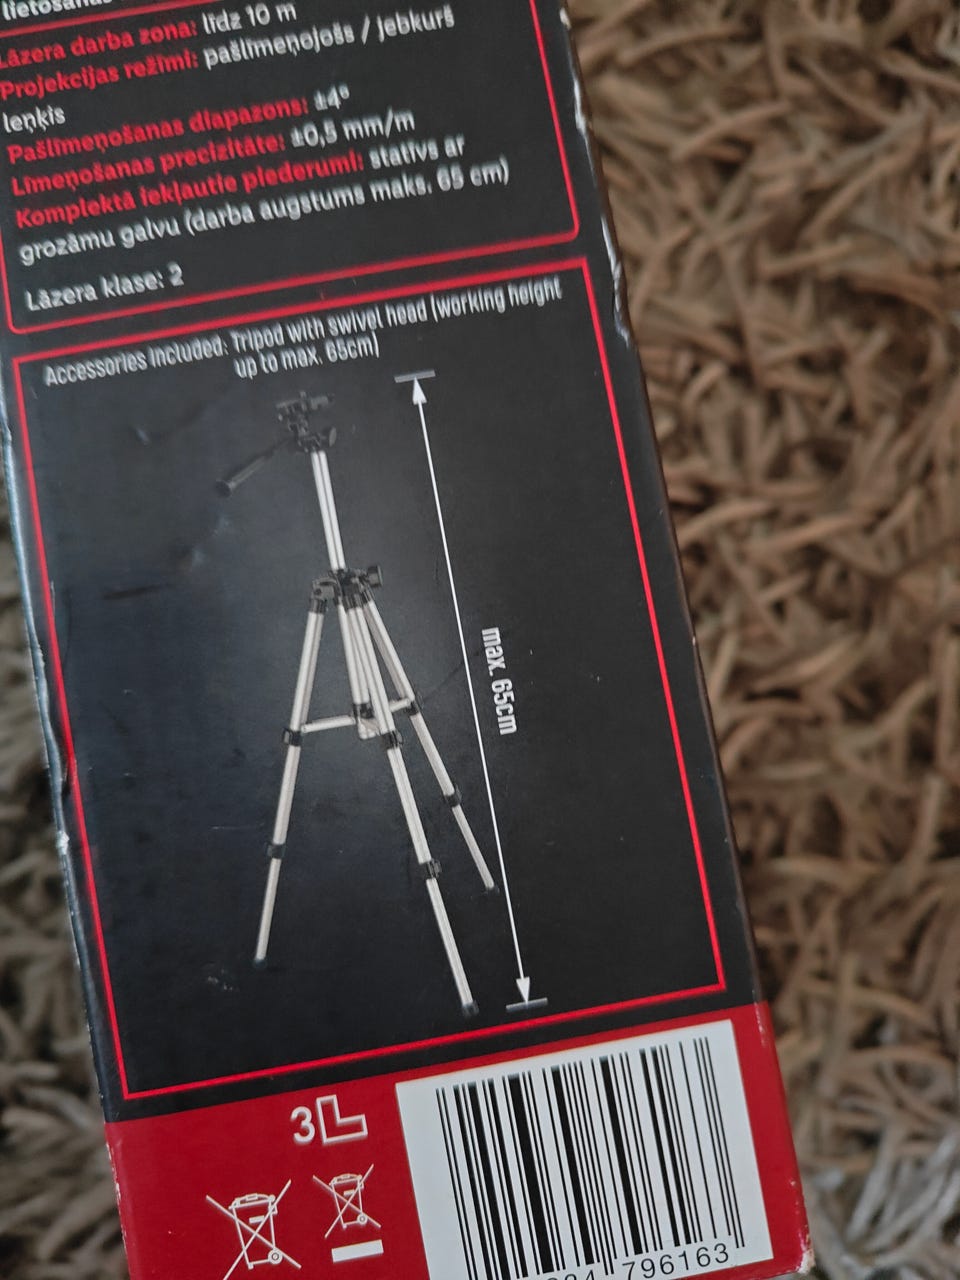 Lāzera darba zona: līdz 10 m
Projekcijas režīmi: pašlīmeņojošs / jebkurš
leņķis
Pašlīmeņošanas diapazons: ±4°
Līmeņošanas precizitāte: ±0,5 mm/m
Komplektā iekļautie piederumi: statīvs ar
grozāmu galvu (darba augstums maks. 65 cm)
Lāzera klase: 2
Accessories included: Tripod with swivel head (working height
up to max. 65cm)
max. 65cm
3L
796163